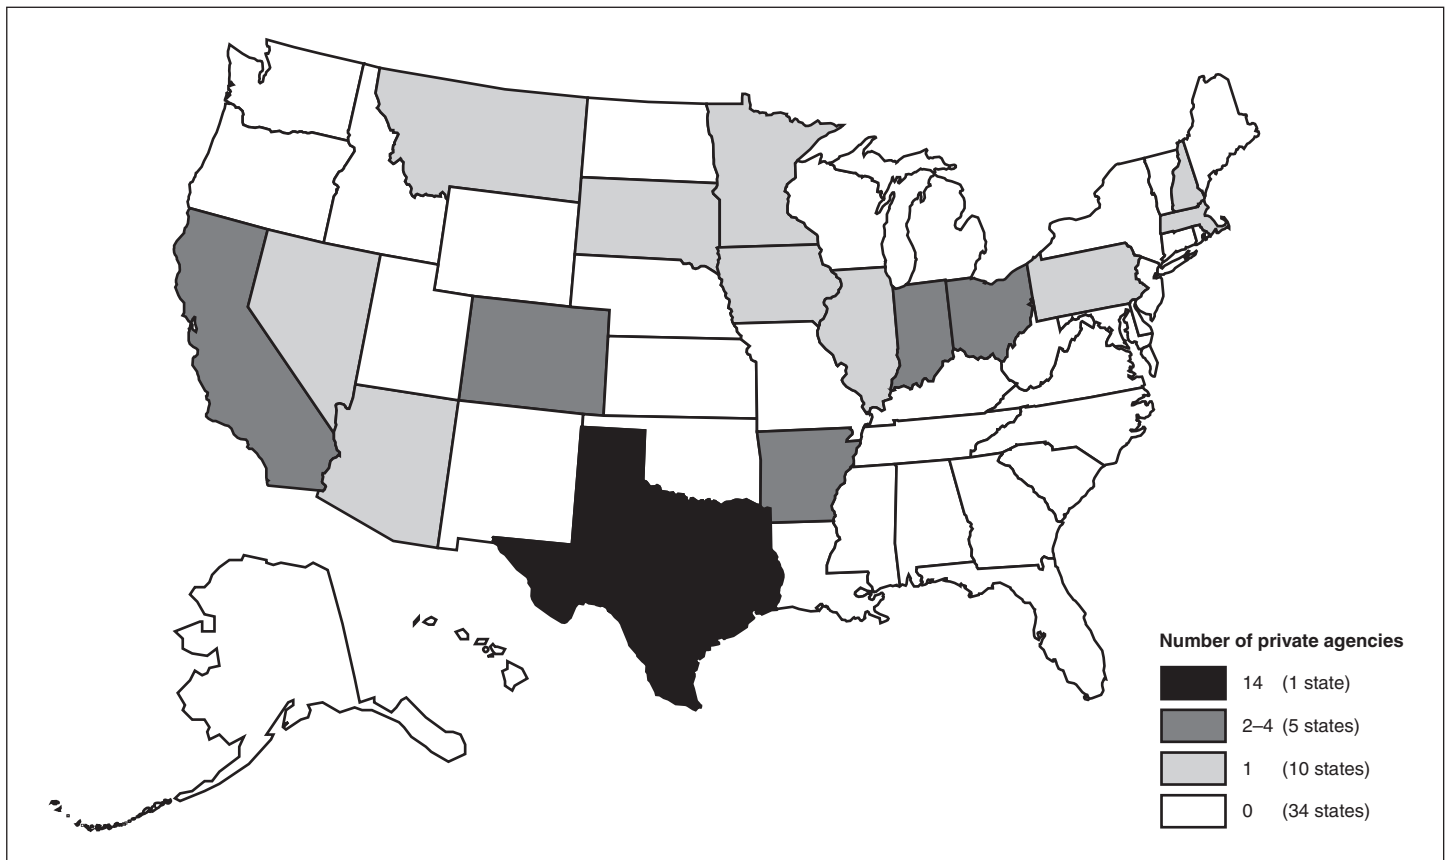 Number of private agencies
14 (1 state)
2–4 (5 states)
1 (10 states)
0 (34 states)